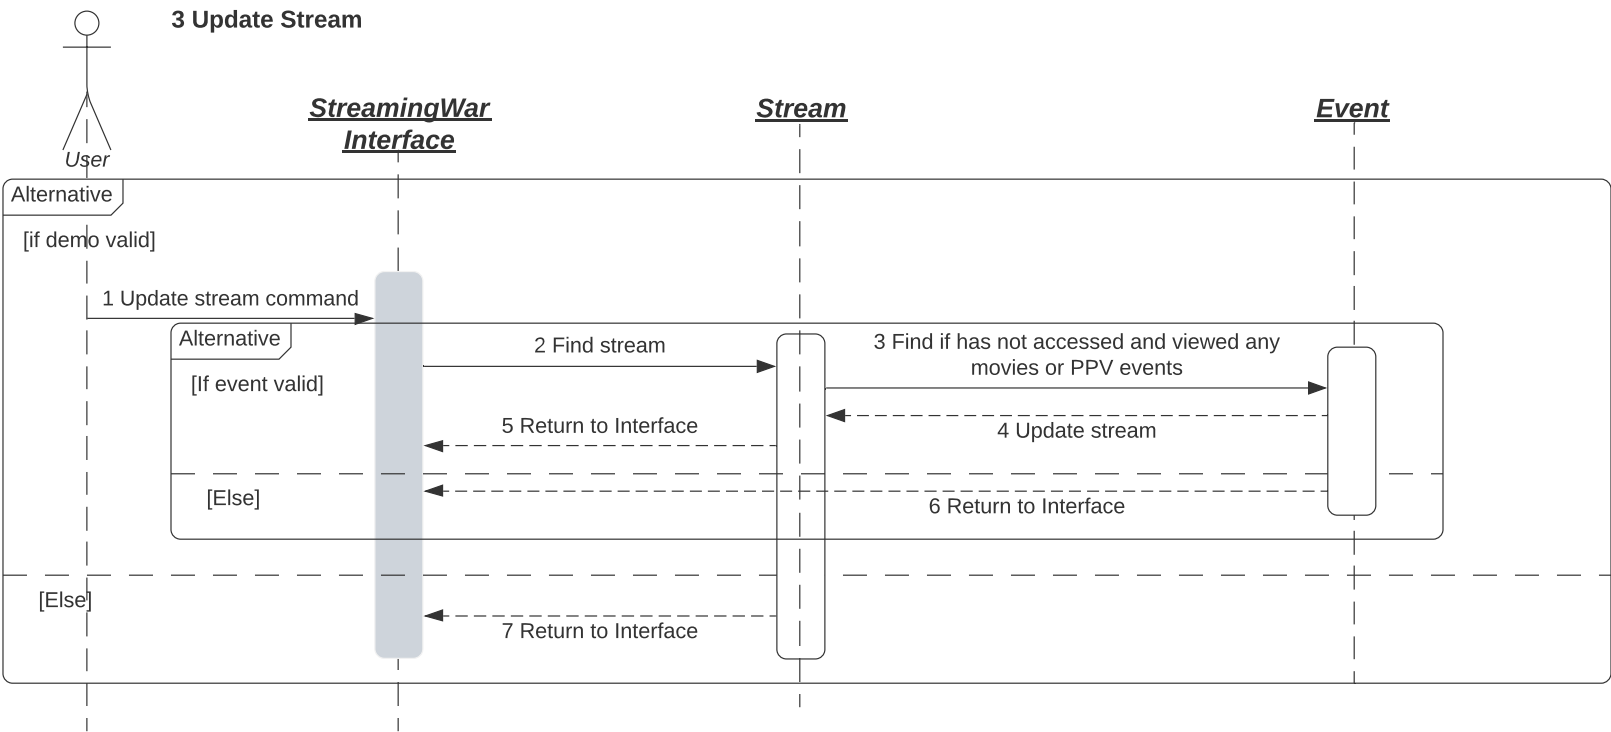 3 Update Stream
StreamingWar
Interface
Stream
Event
User
Alternative
[if demo valid]
1 Update stream command
Alternative
[If event valid]
2 Find stream
3 Find if has not accessed and viewed any
movies or PPV events
4 Update stream
5 Return to Interface
[Else]
6 Return to Interface
[Else]
7 Return to Interface